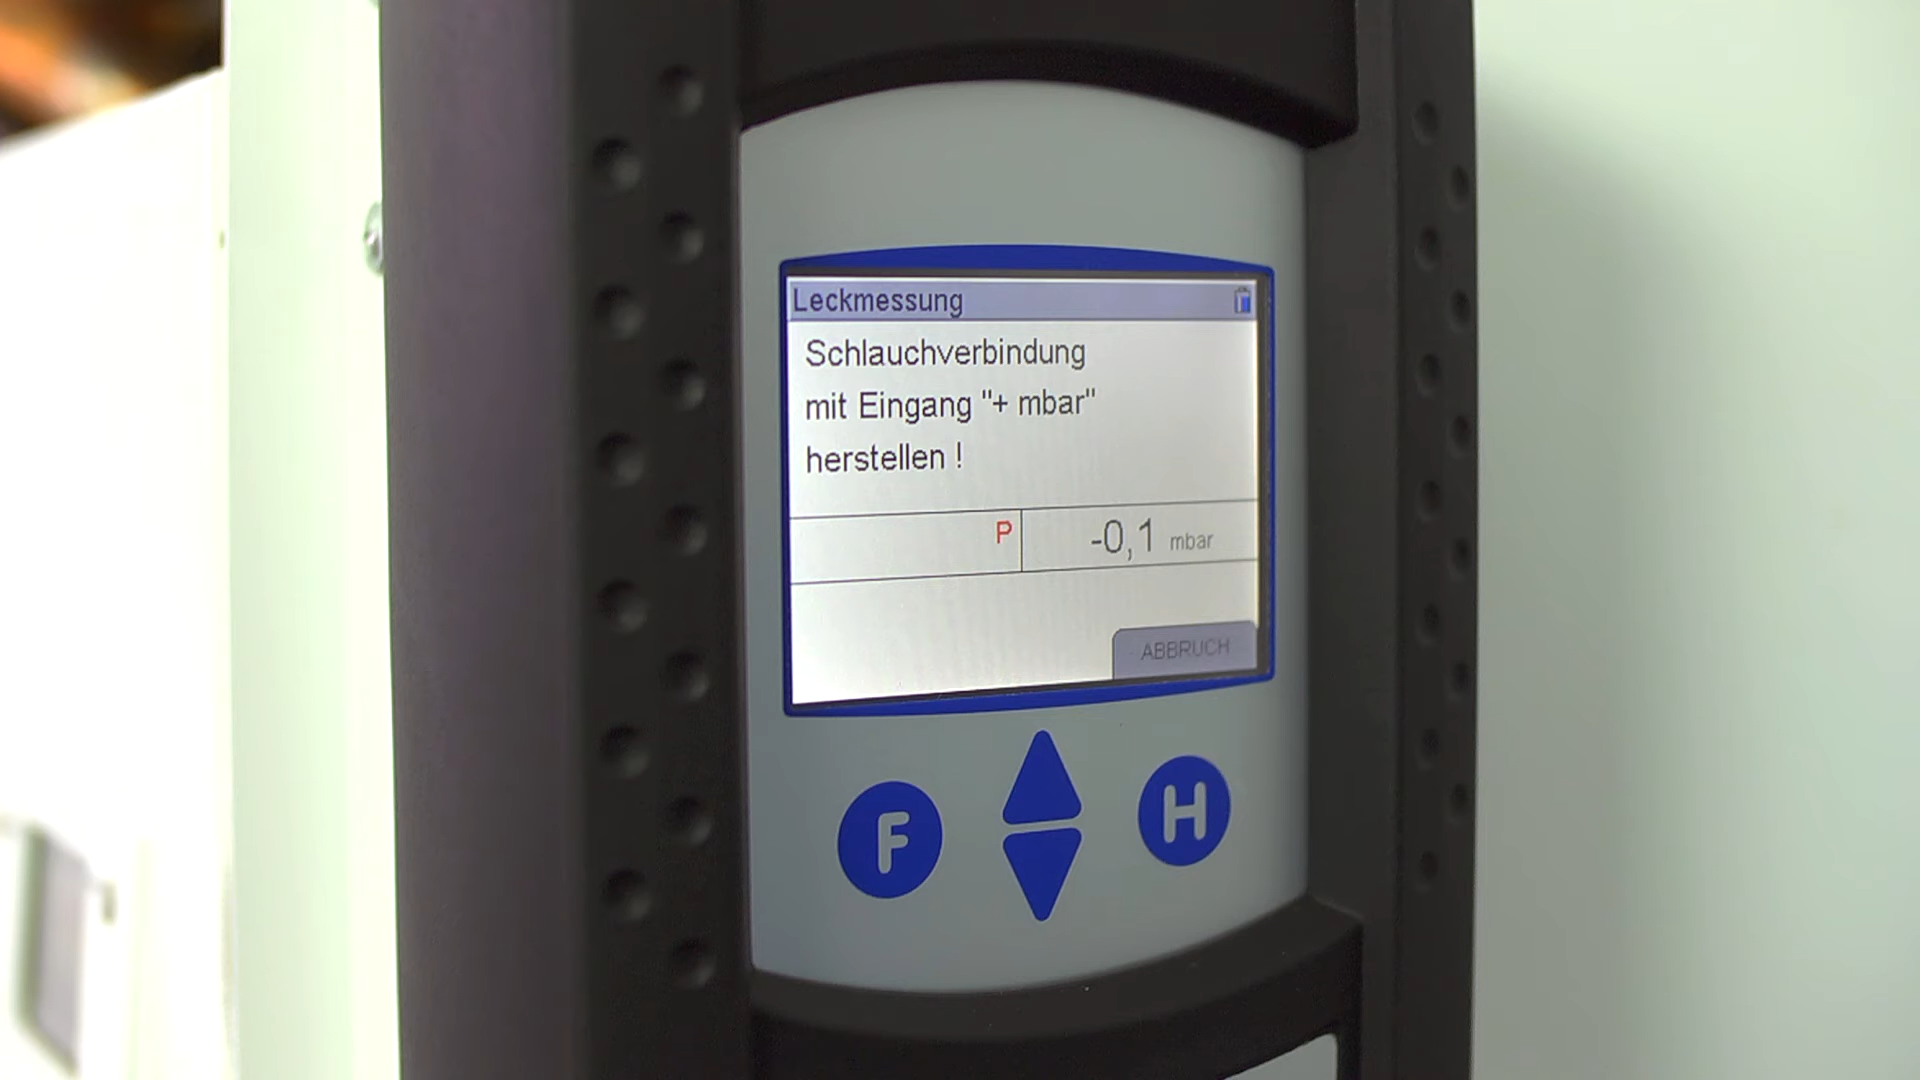 Leckmessung
Schlauchverbindung
mit Eingang "+ mbar"
herstellen !
P -0,1 mbar
ABBRUCH
F H